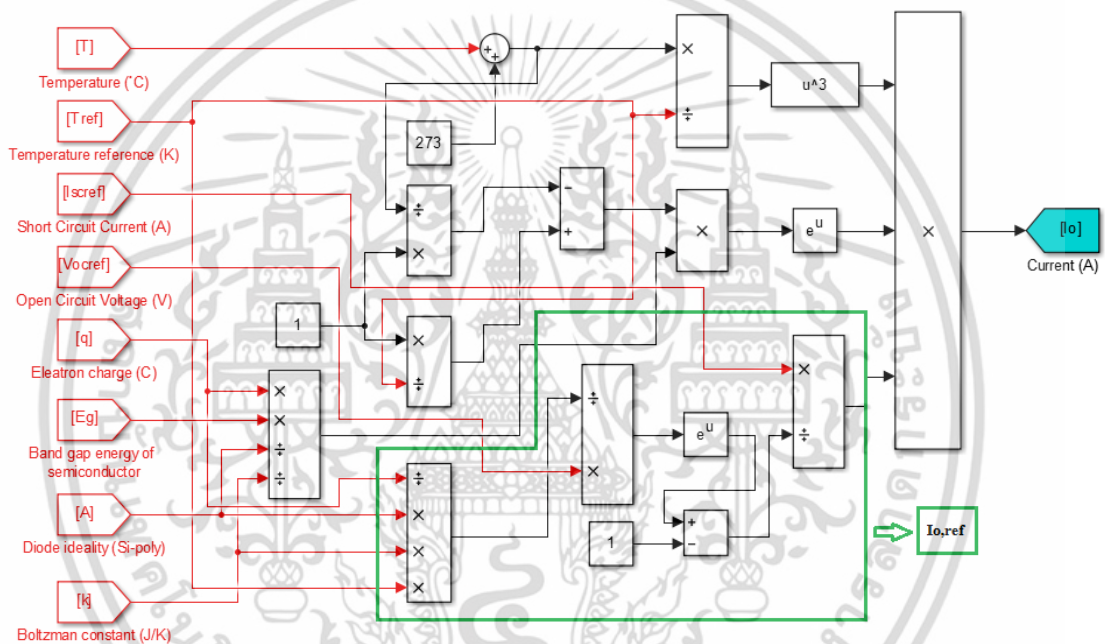 [T]
Temperature (˚C)
[Tref]
Temperature reference (K)
[Iscref]
Short Circuit Current (A)
[Vocref]
Open Circuit Voltage (V)
[q]
Eleatron charge (C)
[Eg]
Band gap energy of
semiconductor
[A]
Diode ideality (Si-poly)
[k]
Boltzman constant (J/K)
+
+
273
÷
×
1
×
÷
×
×
÷
÷
÷
×
×
×
−
+
×
÷
u^3
×
e^u
÷
×
e^u
1
+
−
×
÷
×
Io,ref
[Io]
Current (A)